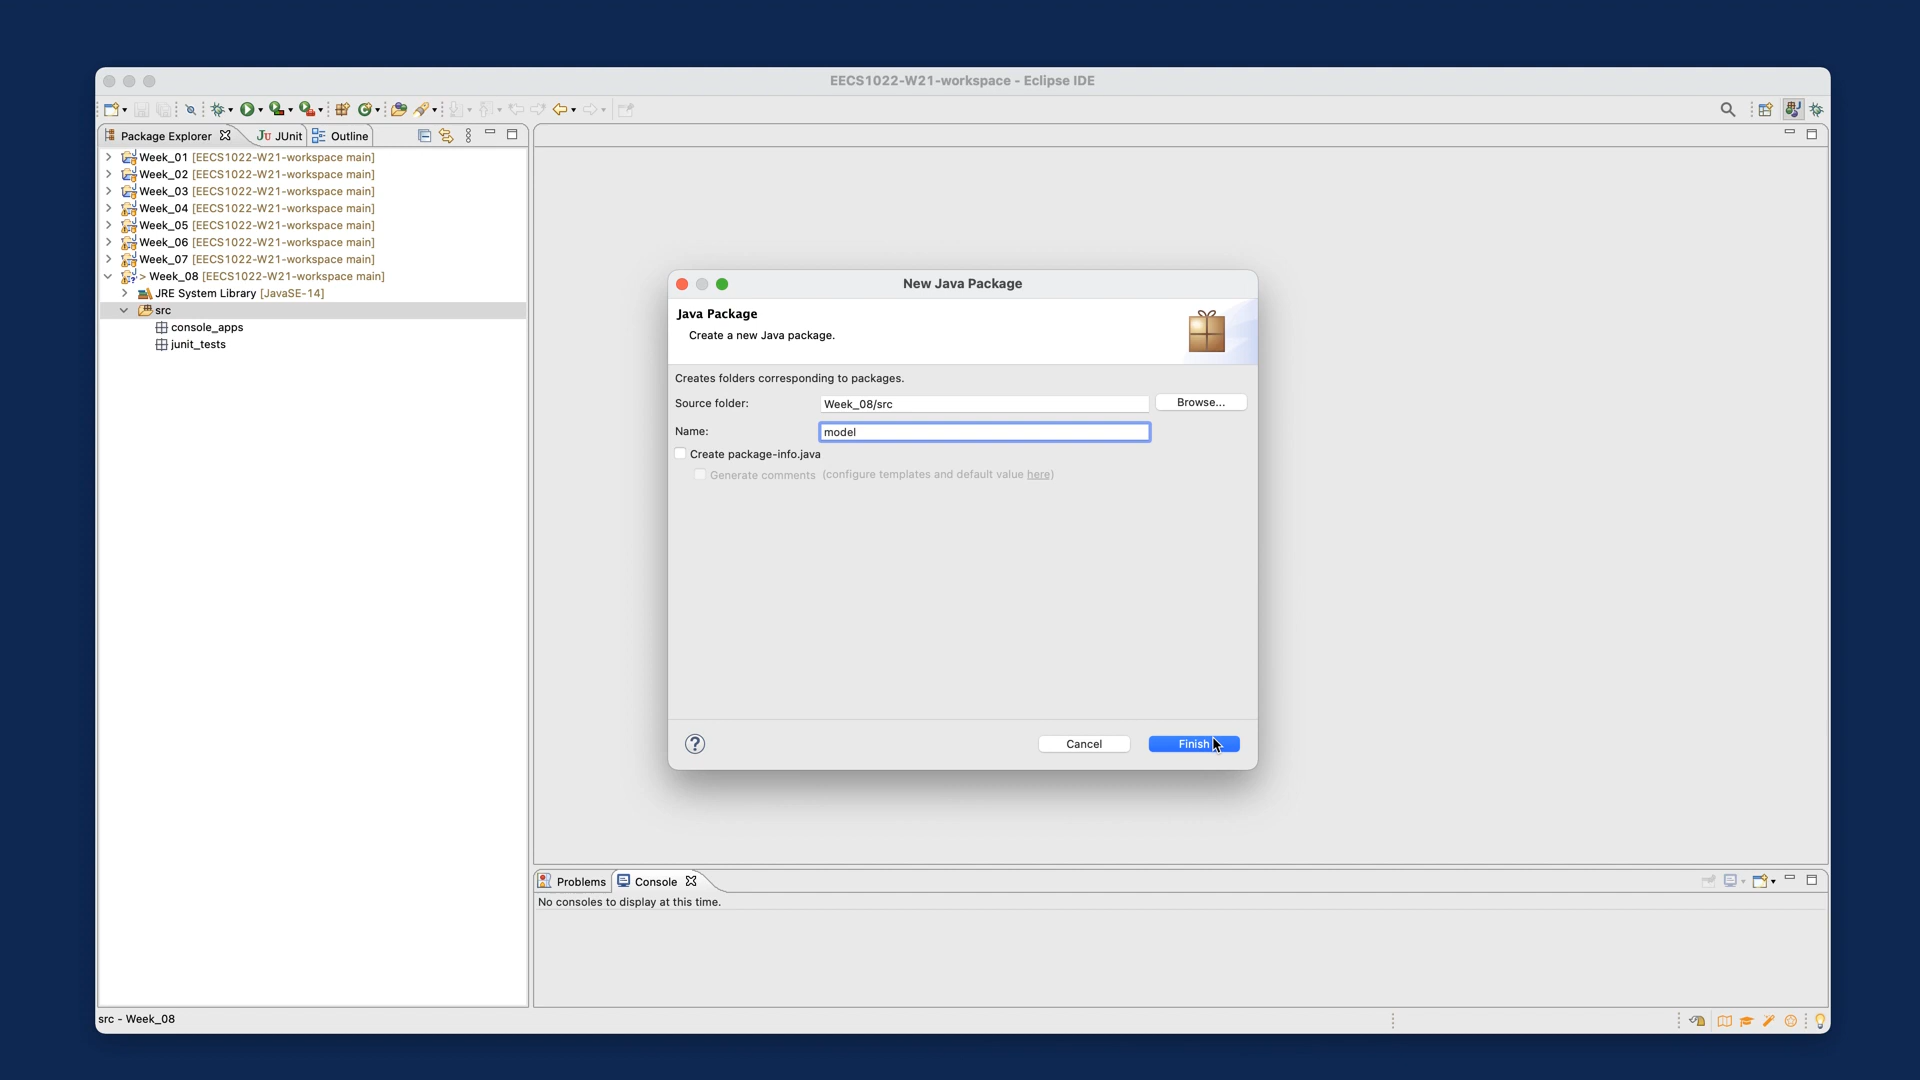 EECS1022-W21-workspace - Eclipse IDE
Package Explorer
JUnit
Outline
Week_01 [EECS1022-W21-workspace main]
Week_02 [EECS1022-W21-workspace main]
Week_03 [EECS1022-W21-workspace main]
Week_04 [EECS1022-W21-workspace main]
Week_05 [EECS1022-W21-workspace main]
Week_06 [EECS1022-W21-workspace main]
Week_07 [EECS1022-W21-workspace main]
> Week_08 [EECS1022-W21-workspace main]
JRE System Library [JavaSE-14]
src
console_apps
junit_tests
New Java Package
Java Package
Create a new Java package.
Creates folders corresponding to packages.
Source folder: Week_08/src Browse...
Name: model
Create package-info.java
Generate comments (configure templates and default value here)
? Cancel Finish
Problems Console
No consoles to display at this time.
src - Week_08